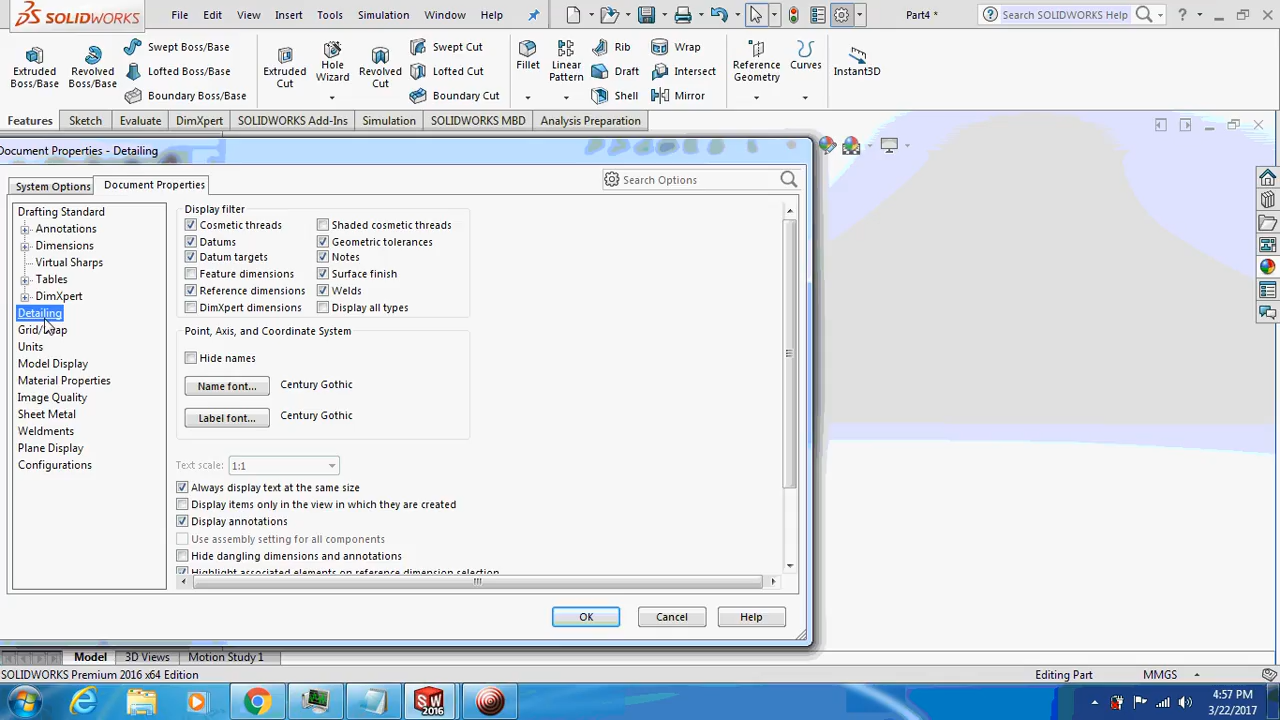 SOLIDWORKS File Edit View Insert Tools Simulation Window Help Part4 * Search SOLIDWORKS Help ?
Extruded Boss/Base
Revolved Boss/Base
Swept Boss/Base
Lofted Boss/Base
Boundary Boss/Base
Extruded Cut
Hole Wizard
Revolved Cut
Swept Cut
Lofted Cut
Boundary Cut
Fillet
Linear Pattern
Rib
Draft
Shell
Wrap
Intersect
Mirror
Reference Geometry
Curves
Instant3D
Features Sketch Evaluate DimXpert SOLIDWORKS Add-Ins Simulation SOLIDWORKS MBD Analysis Preparation
Document Properties - Detailing
System Options Document Properties Search Options
Drafting Standard
Annotations
Dimensions
Virtual Sharps
Tables
DimXpert
Detailing
Units
Model Display
Material Properties
Image Quality
Sheet Metal
Weldments
Plane Display
Configurations
Display filter
Cosmetic threads Shaded cosmetic threads
Datums Geometric tolerances
Datum targets Notes
Feature dimensions Surface finish
Reference dimensions Welds
DimXpert dimensions Display all types
Point, Axis, and Coordinate System
Hide names
Name font... Century Gothic
Label font... Century Gothic
Text scale: 1:1
Always display text at the same size
Display items only in the view in which they are created
Display annotations
Use assembly setting for all components
Hide dangling dimensions and annotations
Highlight associated elements on reference dimension selection
OK Cancel Help
Model 3D Views Motion Study 1
SOLIDWORKS Premium 2016 x64 Edition Editing Part MMGS
SW 2016
4:57 PM
3/22/2017